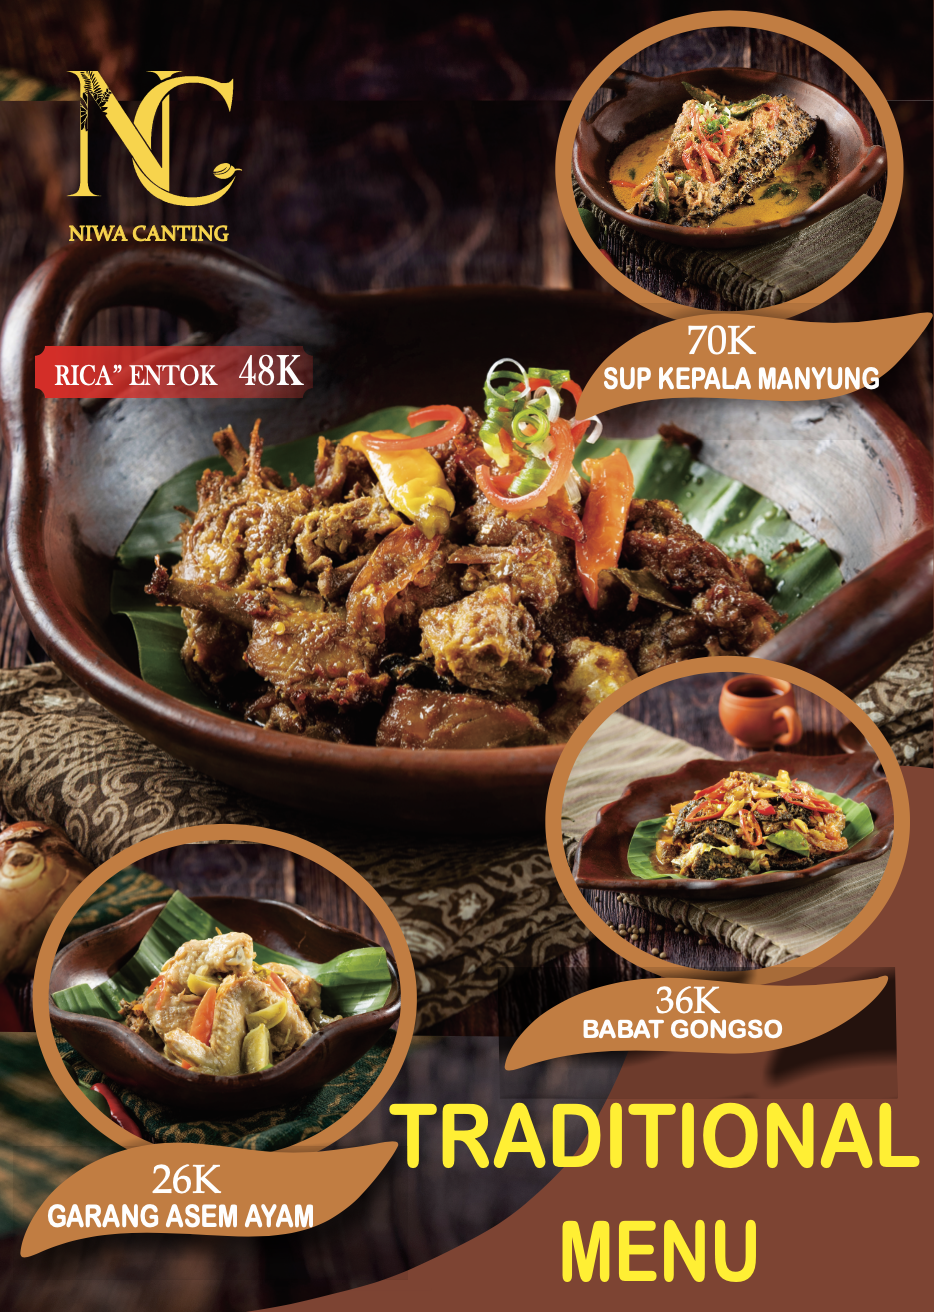 NC
NIWA CANTING
70K
SUP KEPALA MANYUNG
RICA” ENTOK 48K
36K
BABAT GONGSO
26K
GARANG ASEM AYAM
TRADITIONAL
MENU